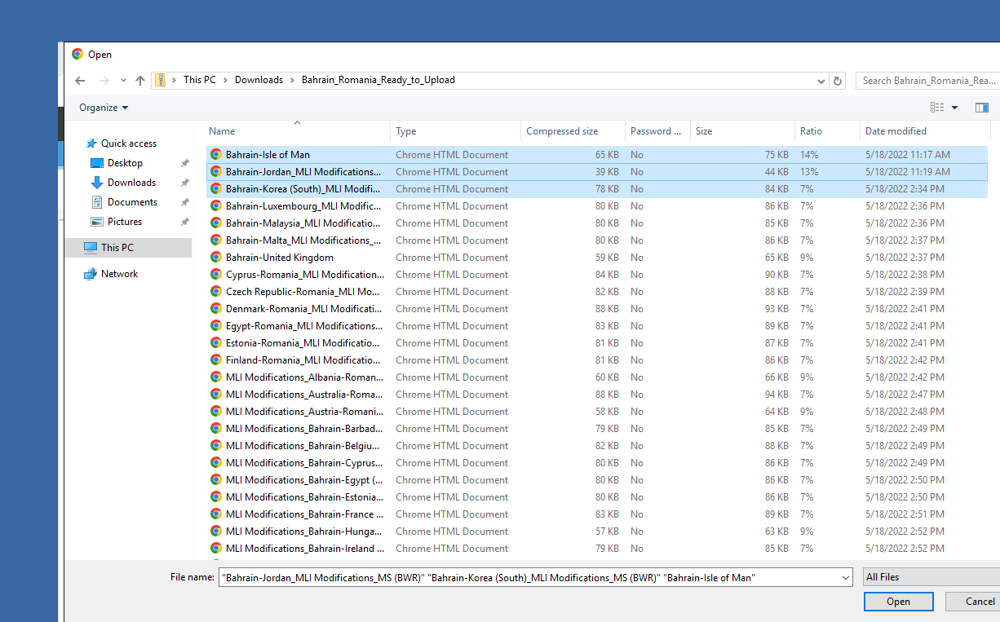 Open
This PC > Downloads > Bahrain_Romania_Ready_to_Upload
Search Bahrain_Romania_Rea...
Organize
Name Type Compressed size Password ... Size Ratio Date modified
Quick access
Desktop
Downloads
Documents
Pictures
This PC
Network
Bahrain-Isle of Man Chrome HTML Document 65 KB No 75 KB 14% 5/18/2022 11:17 AM
Bahrain-Jordan_MLI Modifications... Chrome HTML Document 39 KB No 44 KB 13% 5/18/2022 11:19 AM
Bahrain-Korea (South)_MLI Modifi... Chrome HTML Document 78 KB No 84 KB 7% 5/18/2022 2:34 PM
Bahrain-Luxembourg_MLI Modific... Chrome HTML Document 80 KB No 86 KB 7% 5/18/2022 2:36 PM
Bahrain-Malaysia_MLI Modificatio... Chrome HTML Document 80 KB No 85 KB 7% 5/18/2022 2:36 PM
Bahrain-Malta_MLI Modifications_... Chrome HTML Document 80 KB No 86 KB 7% 5/18/2022 2:37 PM
Bahrain-United Kingdom Chrome HTML Document 59 KB No 65 KB 9% 5/18/2022 2:37 PM
Cyprus-Romania_MLI Modification... Chrome HTML Document 84 KB No 90 KB 7% 5/18/2022 2:38 PM
Czech Republic-Romania_MLI Mo... Chrome HTML Document 82 KB No 88 KB 7% 5/18/2022 2:39 PM
Denmark-Romania_MLI Modificati... Chrome HTML Document 88 KB No 93 KB 7% 5/18/2022 2:41 PM
Egypt-Romania_MLI Modifications... Chrome HTML Document 83 KB No 89 KB 7% 5/18/2022 2:41 PM
Estonia-Romania_MLI Modificatio... Chrome HTML Document 81 KB No 87 KB 7% 5/18/2022 2:41 PM
Finland-Romania_MLI Modificatio... Chrome HTML Document 81 KB No 86 KB 7% 5/18/2022 2:42 PM
MLI Modifications_Albania-Roman... Chrome HTML Document 60 KB No 66 KB 9% 5/18/2022 2:42 PM
MLI Modifications_Australia-Roma... Chrome HTML Document 88 KB No 94 KB 7% 5/18/2022 2:47 PM
MLI Modifications_Austria-Romani... Chrome HTML Document 58 KB No 64 KB 9% 5/18/2022 2:48 PM
MLI Modifications_Bahrain-Barbad... Chrome HTML Document 79 KB No 85 KB 7% 5/18/2022 2:49 PM
MLI Modifications_Bahrain-Belgiu... Chrome HTML Document 82 KB No 88 KB 7% 5/18/2022 2:49 PM
MLI Modifications_Bahrain-Cyprus... Chrome HTML Document 80 KB No 86 KB 7% 5/18/2022 2:49 PM
MLI Modifications_Bahrain-Egypt (... Chrome HTML Document 80 KB No 86 KB 7% 5/18/2022 2:50 PM
MLI Modifications_Bahrain-Estonia... Chrome HTML Document 80 KB No 86 KB 7% 5/18/2022 2:50 PM
MLI Modifications_Bahrain-France ... Chrome HTML Document 83 KB No 89 KB 7% 5/18/2022 2:51 PM
MLI Modifications_Bahrain-Hunga... Chrome HTML Document 57 KB No 63 KB 9% 5/18/2022 2:52 PM
MLI Modifications_Bahrain-Ireland ... Chrome HTML Document 79 KB No 85 KB 7% 5/18/2022 2:52 PM
File name: "Bahrain-Jordan_MLI Modifications_MS (BWR)" "Bahrain-Korea (South)_MLI Modifications_MS (BWR)" "Bahrain-Isle of Man" All Files
Open Cancel